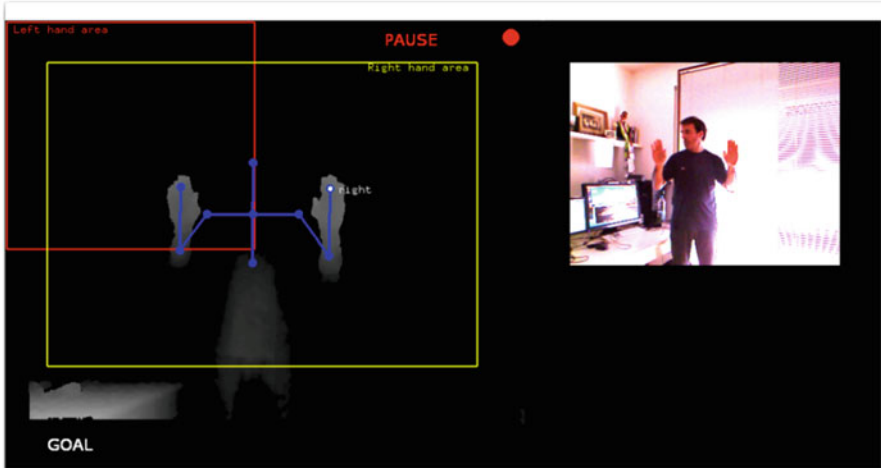 Left hand area
PAUSE
Right hand area
right
GOAL